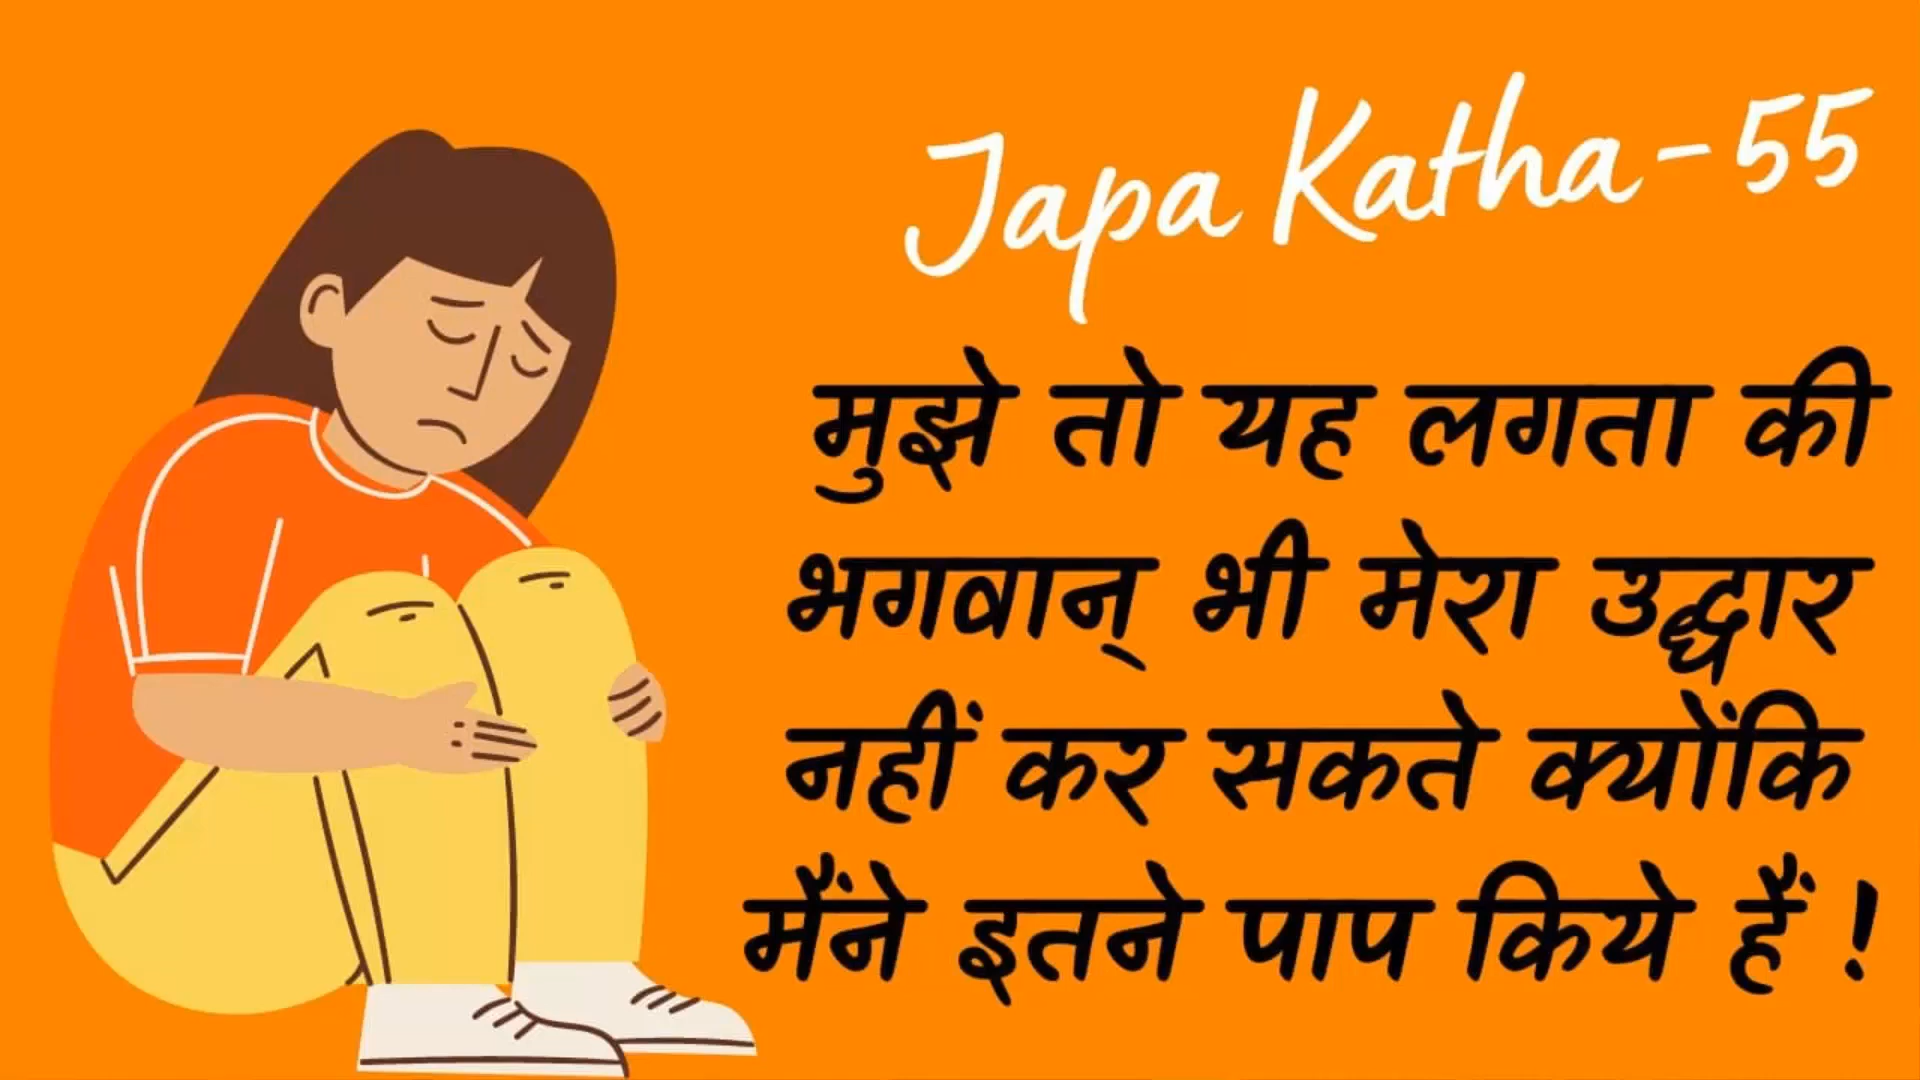 Japa Katha-55
मुझे तो यह लगता की
भगवान् भी मेरा उद्धार
नहीं कर सकते क्योंकि
मैंने इतने पाप किये हैं !